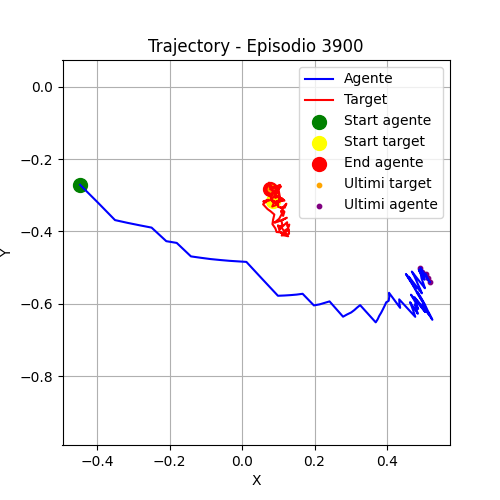 Trajectory - Episodio 3900
Agente
Target
Start agente
Start target
End agente
Ultimi target
Ultimi agente
0.0
−0.2
−0.4
−0.6
−0.8
Y
−0.4
−0.2
0.0
0.2
0.4
X